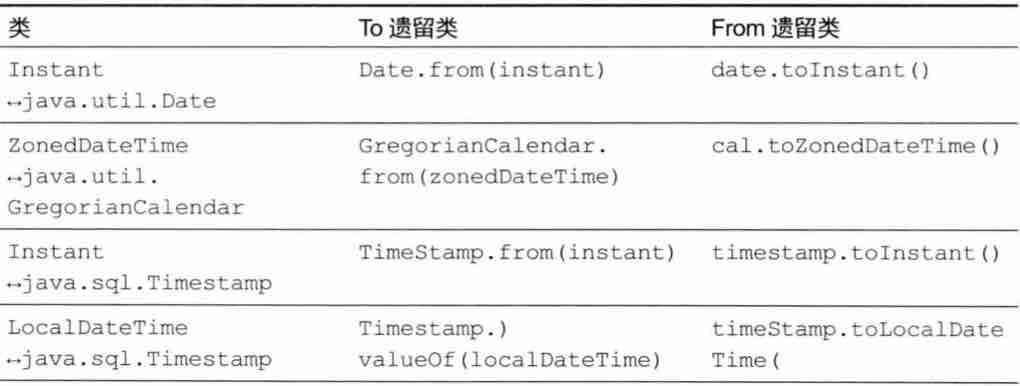 类 To 遗留类 From 遗留类
Instant Date.from(instant) date.toInstant()
↔java.util.Date
ZonedDateTime GregorianCalendar. cal.toZonedDateTime()
↔java.util. from(zonedDateTime)
GregorianCalendar
Instant TimeStamp.from(instant) timestamp.toInstant()
↔java.sql.Timestamp
LocalDateTime Timestamp.) timeStamp.toLocalDate
↔java.sql.Timestamp valueOf(localDateTime) Time(